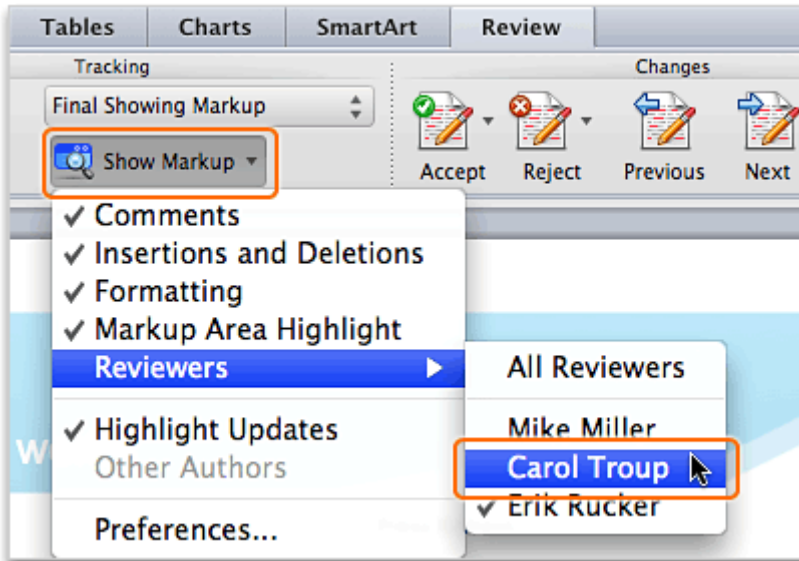 Tables Charts SmartArt Review
Tracking Changes
Final Showing Markup
Show Markup
Accept Reject Previous Next
Comments
Insertions and Deletions
Formatting
Markup Area Highlight
Reviewers
Highlight Updates
Other Authors
Preferences...
All Reviewers
Mike Miller
Carol Troup
Erik Rucker